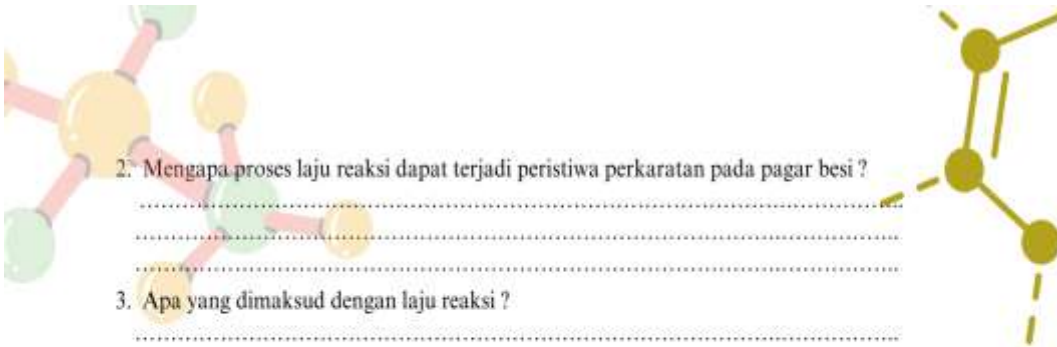 2. Mengapa proses laju reaksi dapat terjadi peristiwa perkaratan pada pagar besi ?
................................................................................
................................................................................
................................................................................
3. Apa yang dimaksud dengan laju reaksi ?
................................................................................